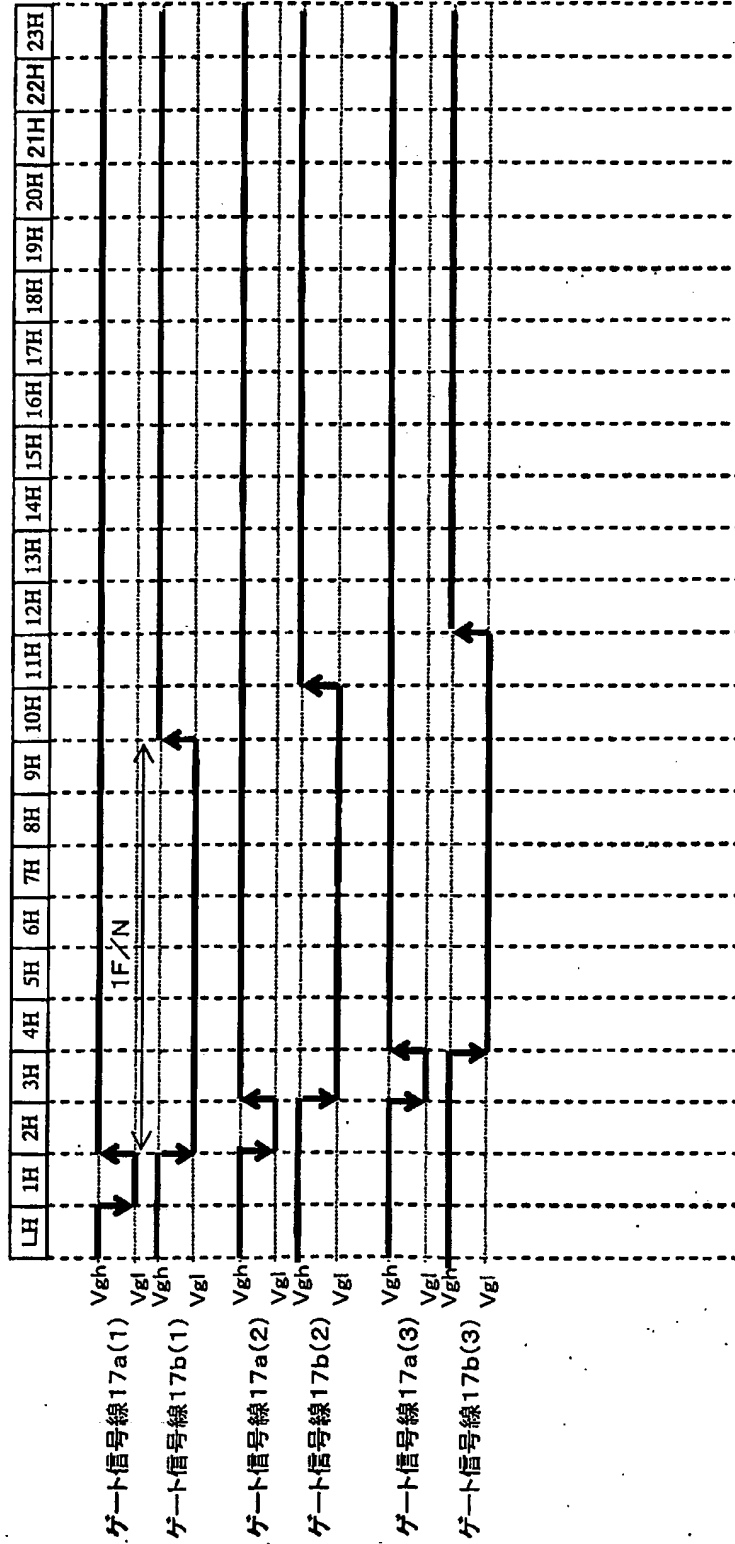 LH 1H 2H 3H 4H 5H 6H 7H 8H 9H 10H 11H 12H 13H 14H 15H 16H 17H 18H 19H 20H 21H 22H 23H
ゲート信号線17a(1) Vgh
Vgl
1F/N
ゲート信号線17b(1) Vgh
Vgl
ゲート信号線17a(2) Vgh
Vgl
ゲート信号線17b(2) Vgh
Vgl
ゲート信号線17a(3) Vgh
Vgl
ゲート信号線17b(3) Vgh
Vgl